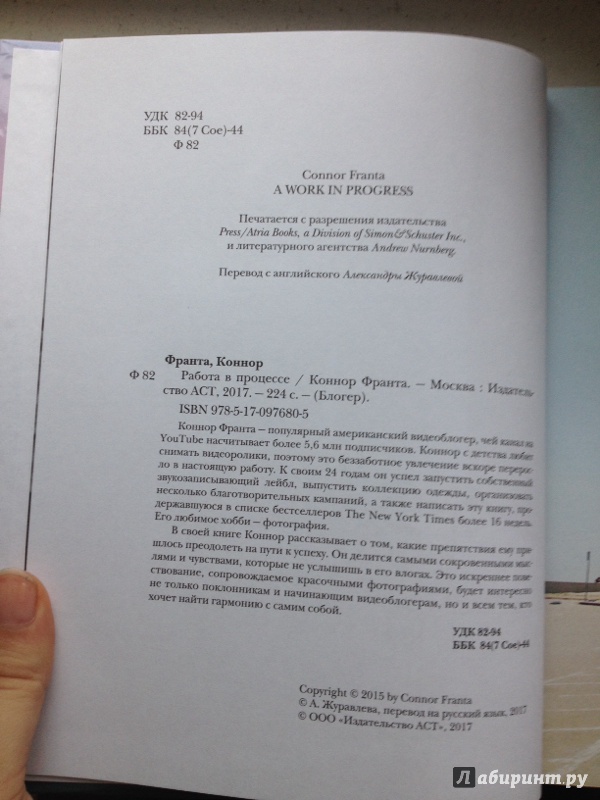 УДК 82-94
ББК 84(7 Сое)-44
Ф 82
Connor Franta
A WORK IN PROGRESS
Печатается с разрешения издательства
Press/Atria Books, a Division of Simon&Schuster Inc.,
и литературного агентства Andrew Nurnberg.
Перевод с английского Александры Журавлевой
Франта, Коннор
Ф 82 Работа в процессе / Коннор Франта. — Москва : Издатель-
ство АСТ, 2017. — 224 с. — (Блогер).
ISBN 978-5-17-097680-5
Коннор Франта — популярный американский видеоблогер, чей канал на
YouTube насчитывает более 5,6 млн подписчиков. Коннор с детства любит
снимать видеоролики, поэтому это беззаботное увлечение вскоре перерос-
ло в настоящую работу. К своим 24 годам он успел запустить собственный
звукозаписывающий лейбл, выпустить коллекцию одежды, организовать
несколько благотворительных кампаний, а также написать эту книгу, про-
державшуюся в списке бестселлеров The New York Times более 16 недель.
Его любимое хобби — фотография.
В своей книге Коннор рассказывает о том, какие препятствия ему при-
шлось преодолеть на пути к успеху. Он делится самыми сокровенными мыс-
лями и чувствами, которые не услышишь в его влогах. Это искреннее пове-
ствование, сопровождаемое красочными фотографиями, будет интересно
не только поклонникам и начинающим видеоблогерам, но и всем тем, кто
хочет найти гармонию с самим собой.
УДК 82-94
ББК 84(7 Сое)-44
Copyright © 2015 by Connor Franta
© А. Журавлева, перевод на русский язык, 2017
© ООО «Издательство АСТ», 2017
Лабиринт.ру